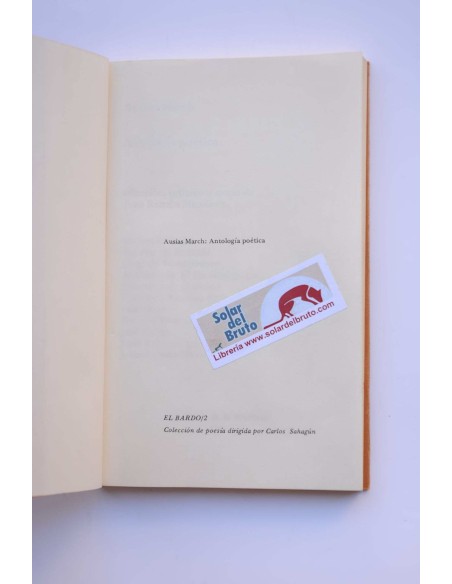 Ausias March: Antología poética
Solar
del
Bruto
Librería www.solardelbruto.com
EL BARDO/2
Colección de poesía dirigida por Carlos Sahagún